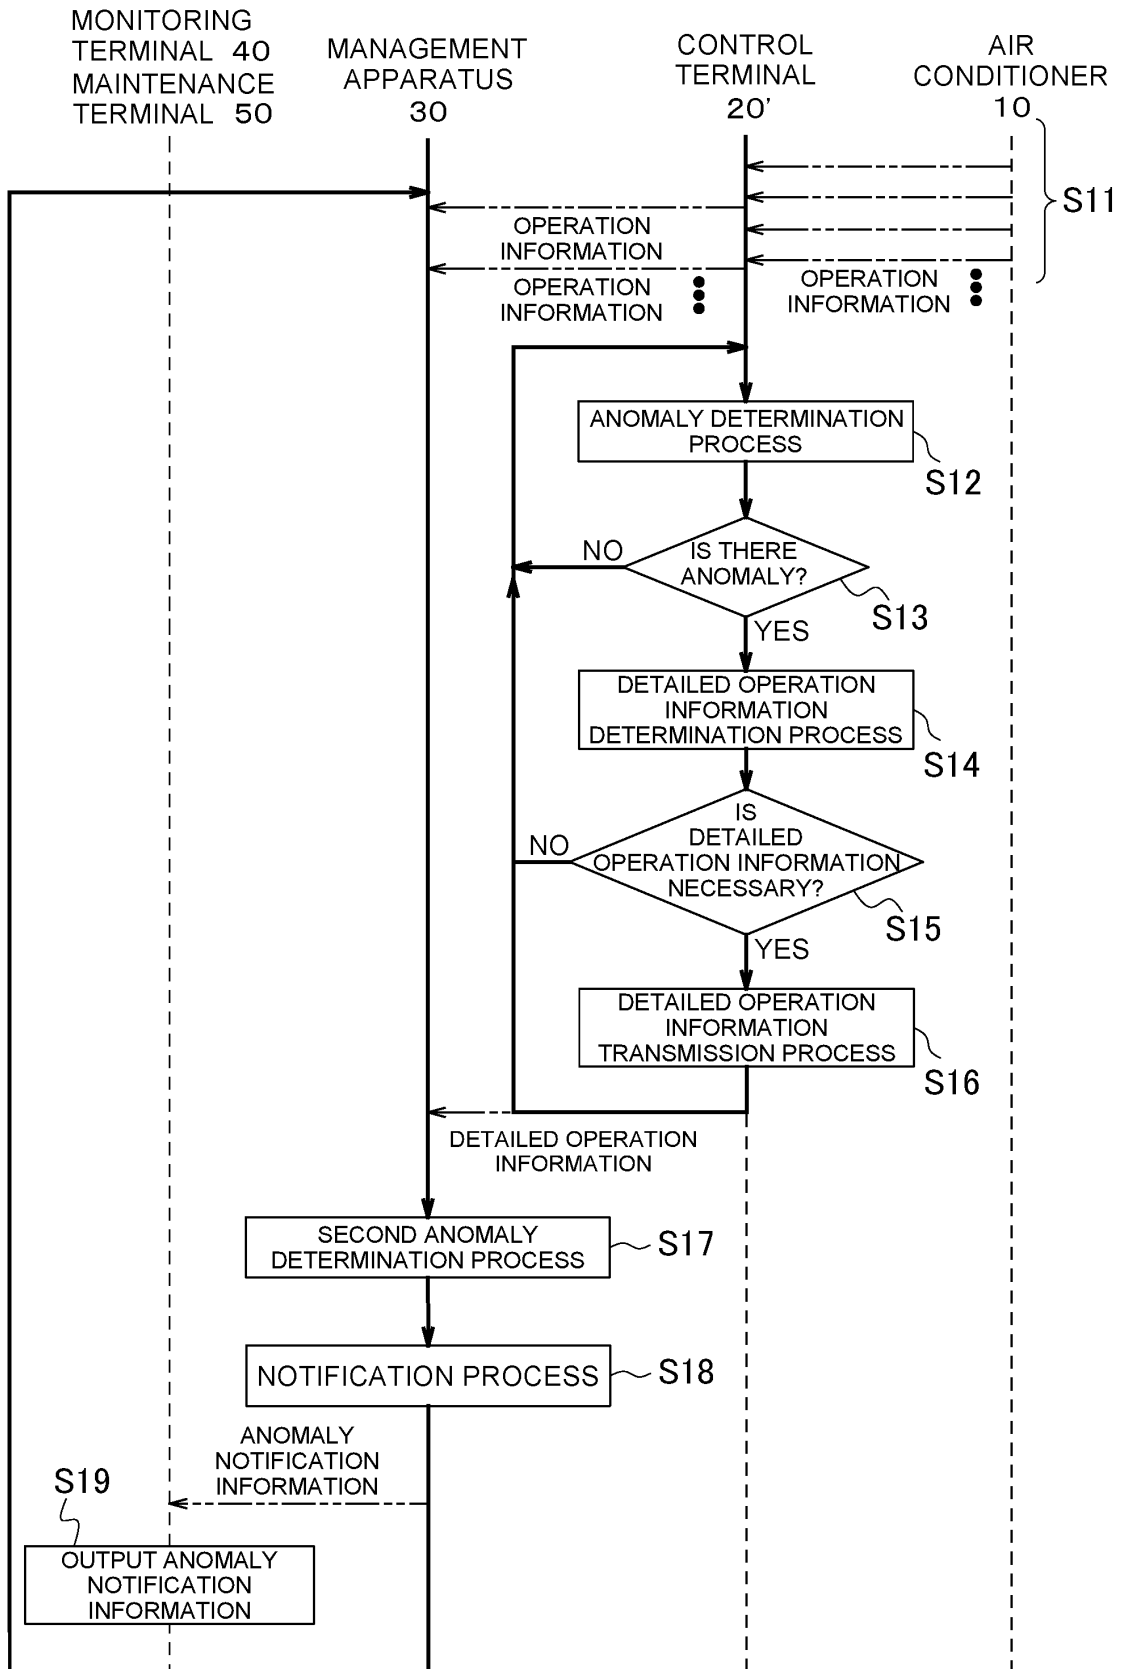 MONITORING
TERMINAL 40
MAINTENANCE
TERMINAL 50
MANAGEMENT
APPARATUS
30
CONTROL
TERMINAL
20'
AIR
CONDITIONER
10
S11
OPERATION
INFORMATION
OPERATION
INFORMATION
OPERATION
INFORMATION
ANOMALY DETERMINATION
PROCESS
S12
IS THERE
ANOMALY?
NO
S13
YES
DETAILED OPERATION
INFORMATION
DETERMINATION PROCESS
S14
IS
DETAILED
OPERATION INFORMATION
NECESSARY?
NO
S15
YES
DETAILED OPERATION
INFORMATION
TRANSMISSION PROCESS
S16
DETAILED OPERATION
INFORMATION
SECOND ANOMALY
DETERMINATION PROCESS
S17
NOTIFICATION PROCESS
S18
ANOMALY
NOTIFICATION
INFORMATION
S19
OUTPUT ANOMALY
NOTIFICATION
INFORMATION